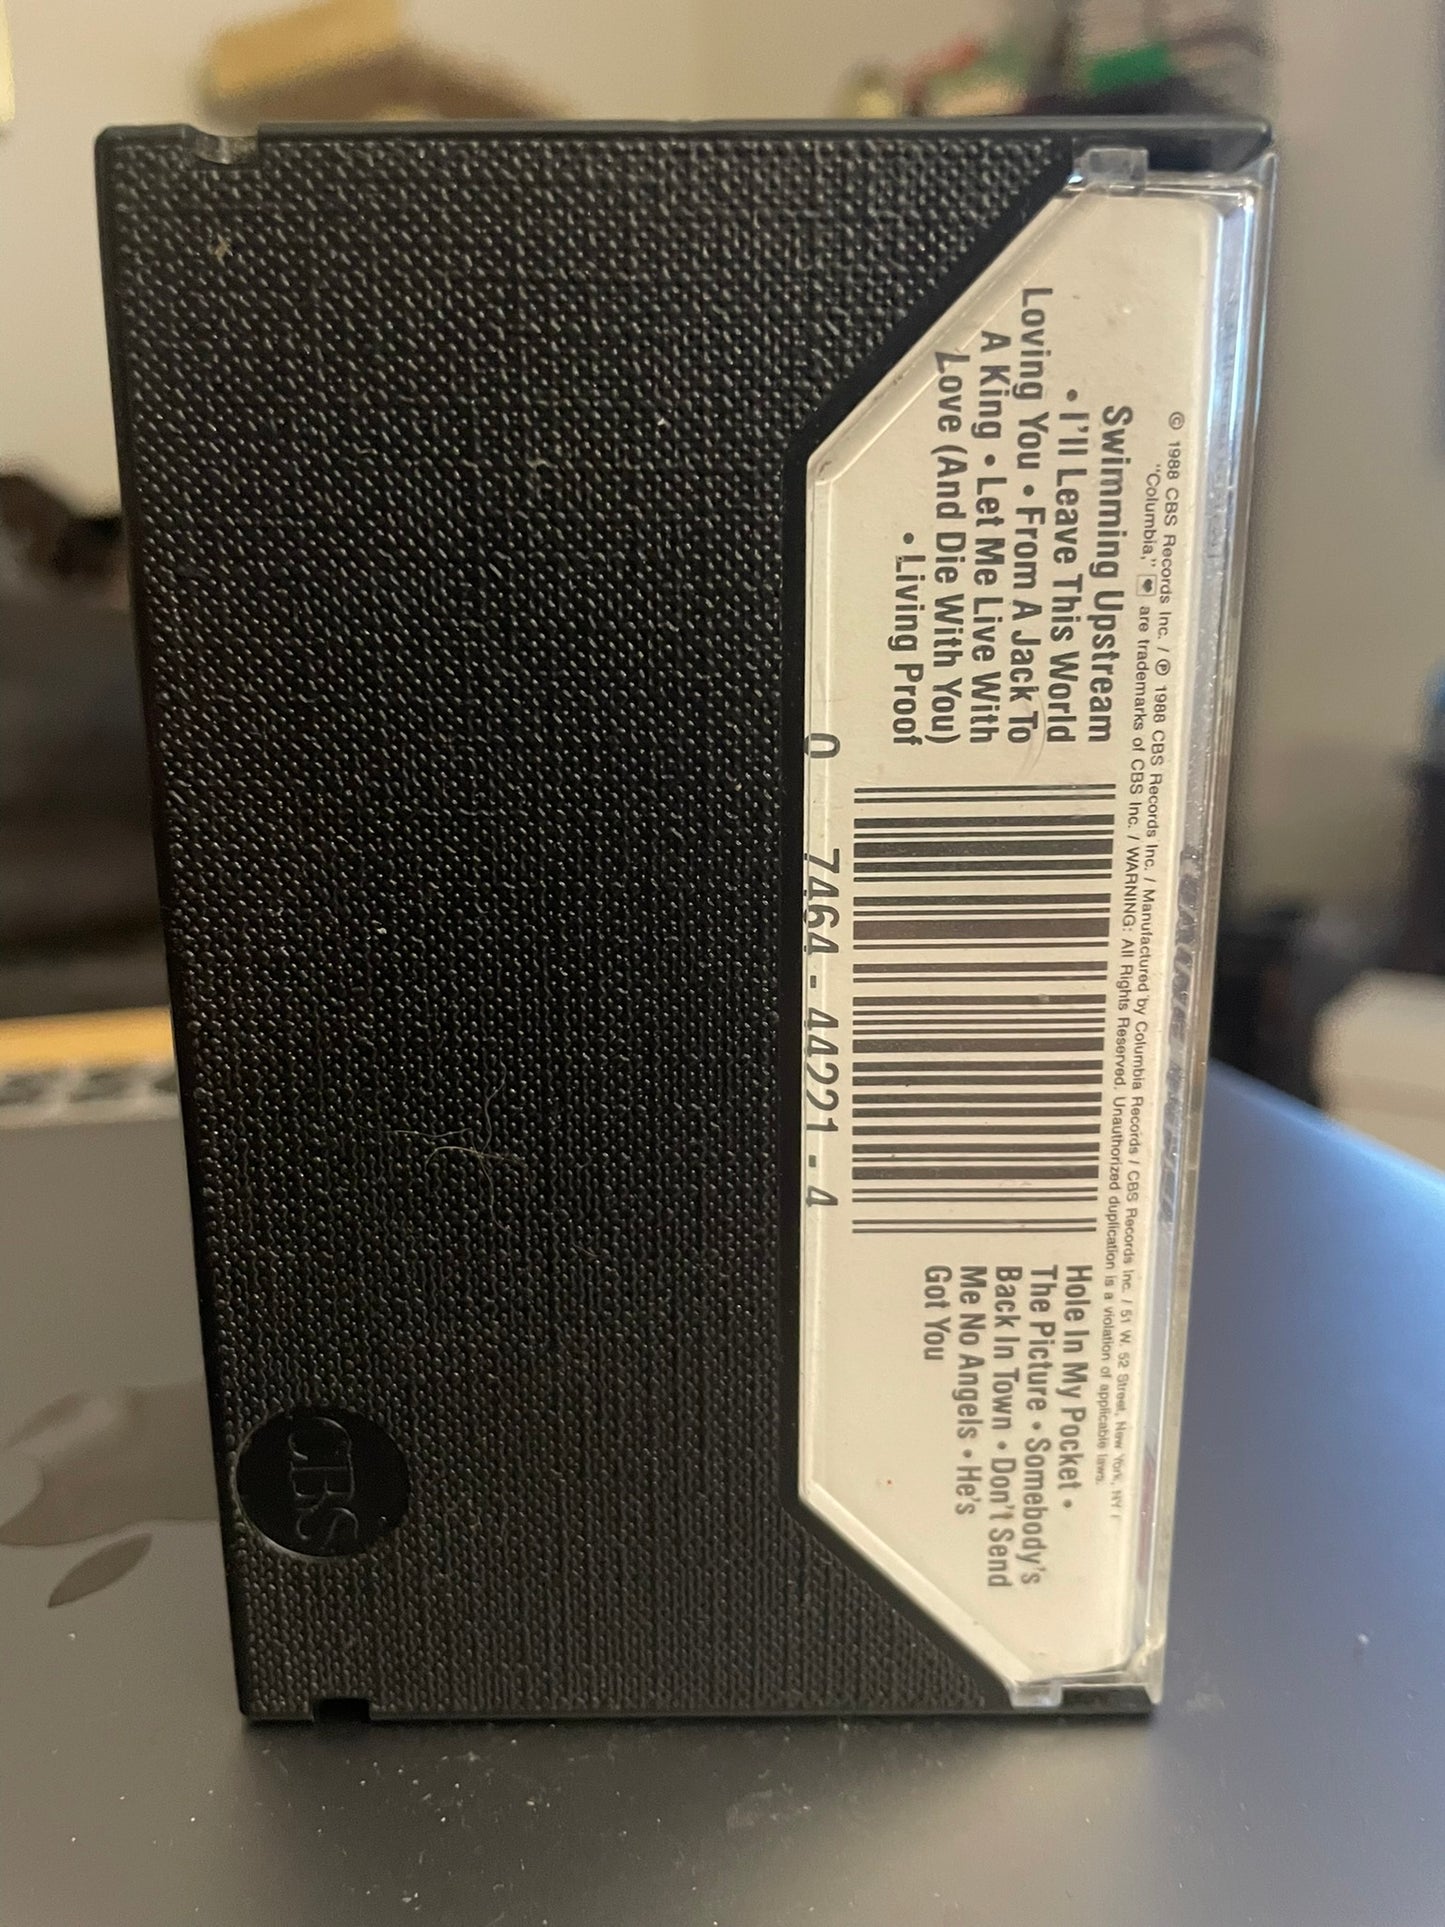 © 1988 CBS Records Inc. / ℗ 1988 CBS Records Inc. / Manufactured by Columbia Records / CBS Records Inc. / 51 W. 52 Street, New York, NY
"Columbia," are trademarks of CBS Inc. / WARNING: All Rights Reserved. Unauthorized duplication is a violation of applicable laws.
Swimming Upstream
• I'll Leave This World
Loving You • From A Jack To
A King • Let Me Live With
Love (And Die With You)
• Living Proof
0 7464-44221-4
Hole In My Pocket •
The Picture • Somebody's
Back In Town • Don't Send
Me No Angels • He's
Got You
CBS